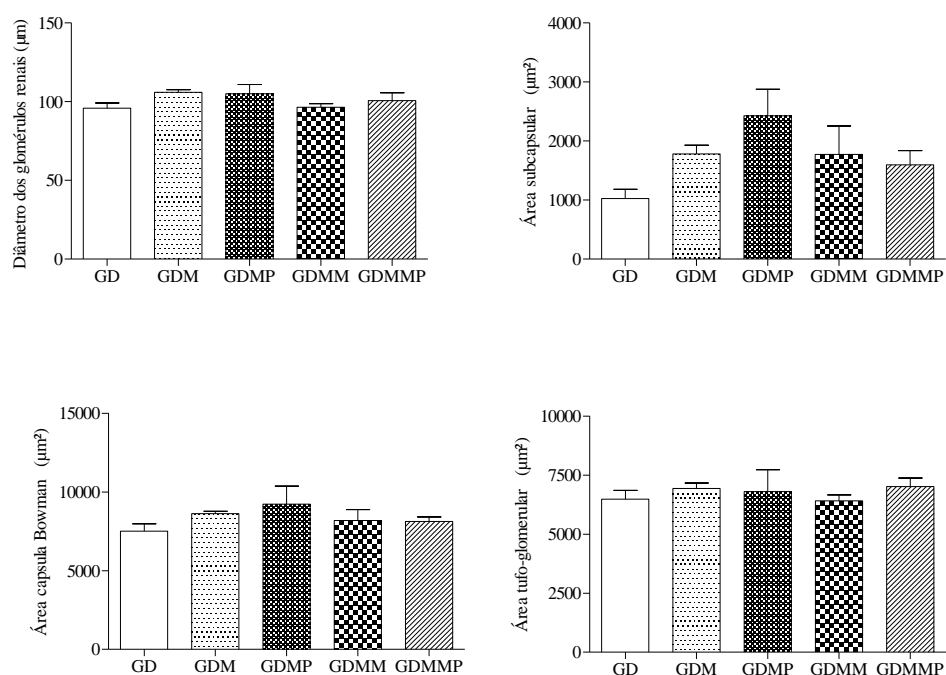 Diâmetro dos glomérulos renais (µm)
150
100
50
0
GD GDM GDMP GDMM GDMMP
Área subcapsular (µm²)
4000
3000
2000
1000
0
GD GDM GDMP GDMM GDMMP
Área capsula Bowman (µm²)
15000
10000
5000
0
GD GDM GDMP GDMM GDMMP
Área tufo-glomerular (µm²)
10000
7500
5000
2500
0
GD GDM GDMP GDMM GDMMP